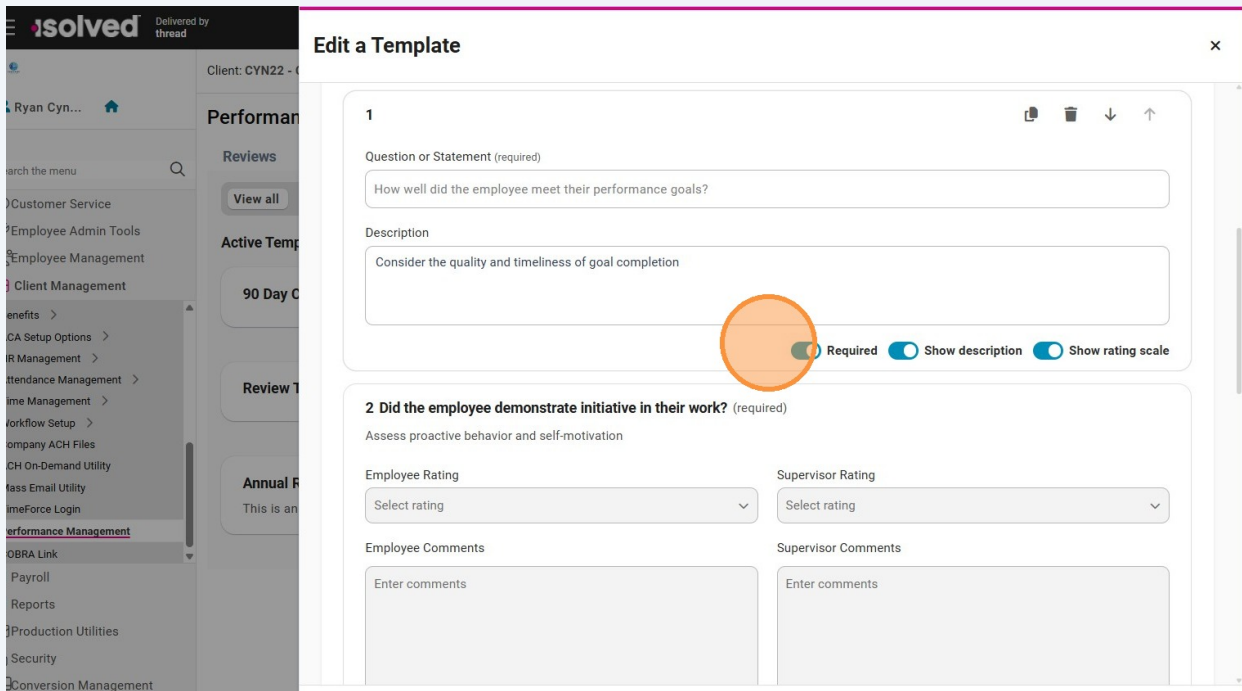 isolved
Delivered by
thread
Edit a Template
Client: CYN22 -
Ryan Cyn...
Performan
Reviews
the menu
View all
Customer Service
Employee Admin Tools
Employee Management
Client Management
Active Temp
90 Day C
enefits
CA Setup Options
R Management
ttendance Management
ime Management
Workflow Setup
ompany ACH Files
CH On-Demand Utility
Mass Email Utility
imeForce Login
erformance Management
OBRA Link
Payroll
Reports
Production Utilities
Security
Conversion Management
Review T
Annual R
This is an
1
Question or Statement (required)
How well did the employee meet their performance goals?
Description
Consider the quality and timeliness of goal completion
Required Show description Show rating scale
2 Did the employee demonstrate initiative in their work? (required)
Assess proactive behavior and self-motivation
Employee Rating
Select rating
Supervisor Rating
Select rating
Employee Comments
Enter comments
Supervisor Comments
Enter comments